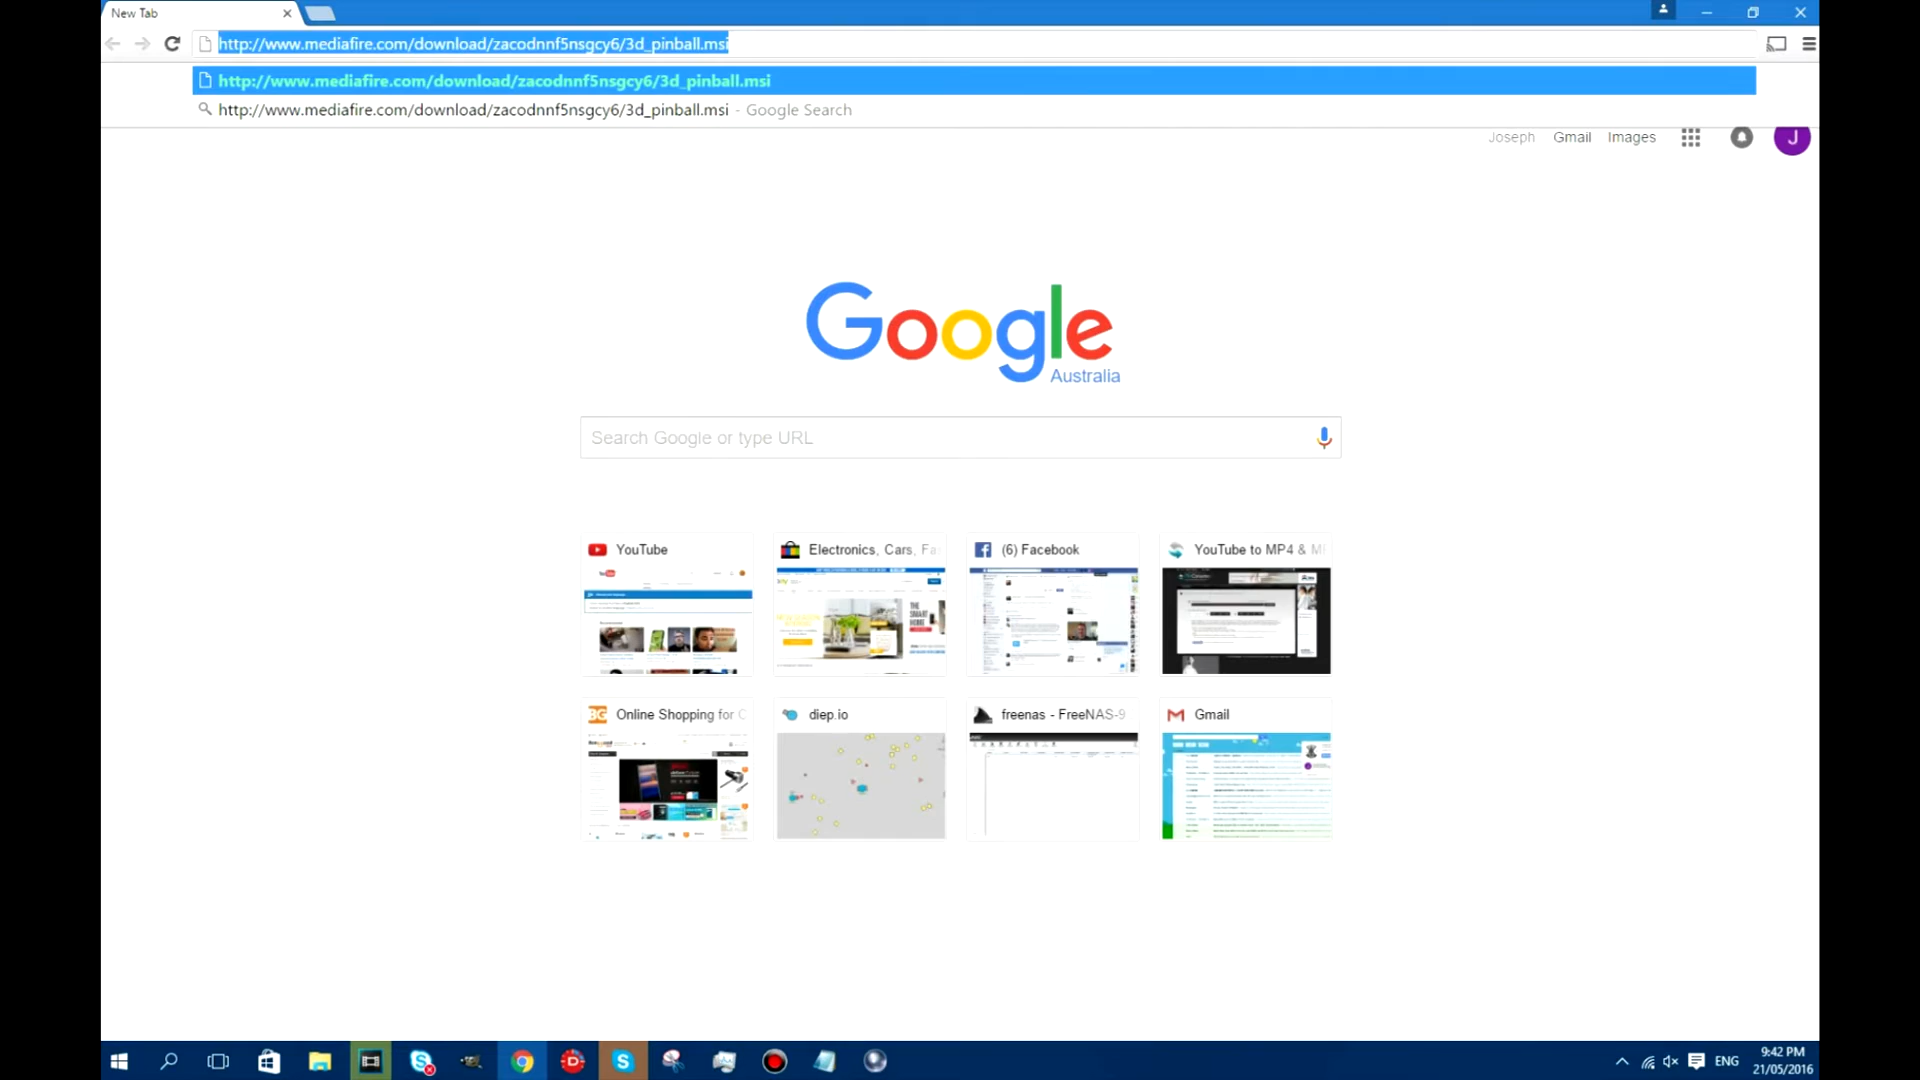 New Tab
http://www.mediafire.com/download/zacodnnf5nsgcy6/3d_pinball.msi
http://www.mediafire.com/download/zacodnnf5nsgcy6/3d_pinball.msi
http://www.mediafire.com/download/zacodnnf5nsgcy6/3d_pinball.msi - Google Search
Joseph Gmail Images J
Google
Australia
Search Google or type URL
YouTube
Electronics, Cars, Fa
(6) Facebook
YouTube to MP4 & M
THE SMART HOME
Online Shopping for C
diep.io
freenas - FreeNAS-9
Gmail
ENG
9:42 PM
21/05/2016